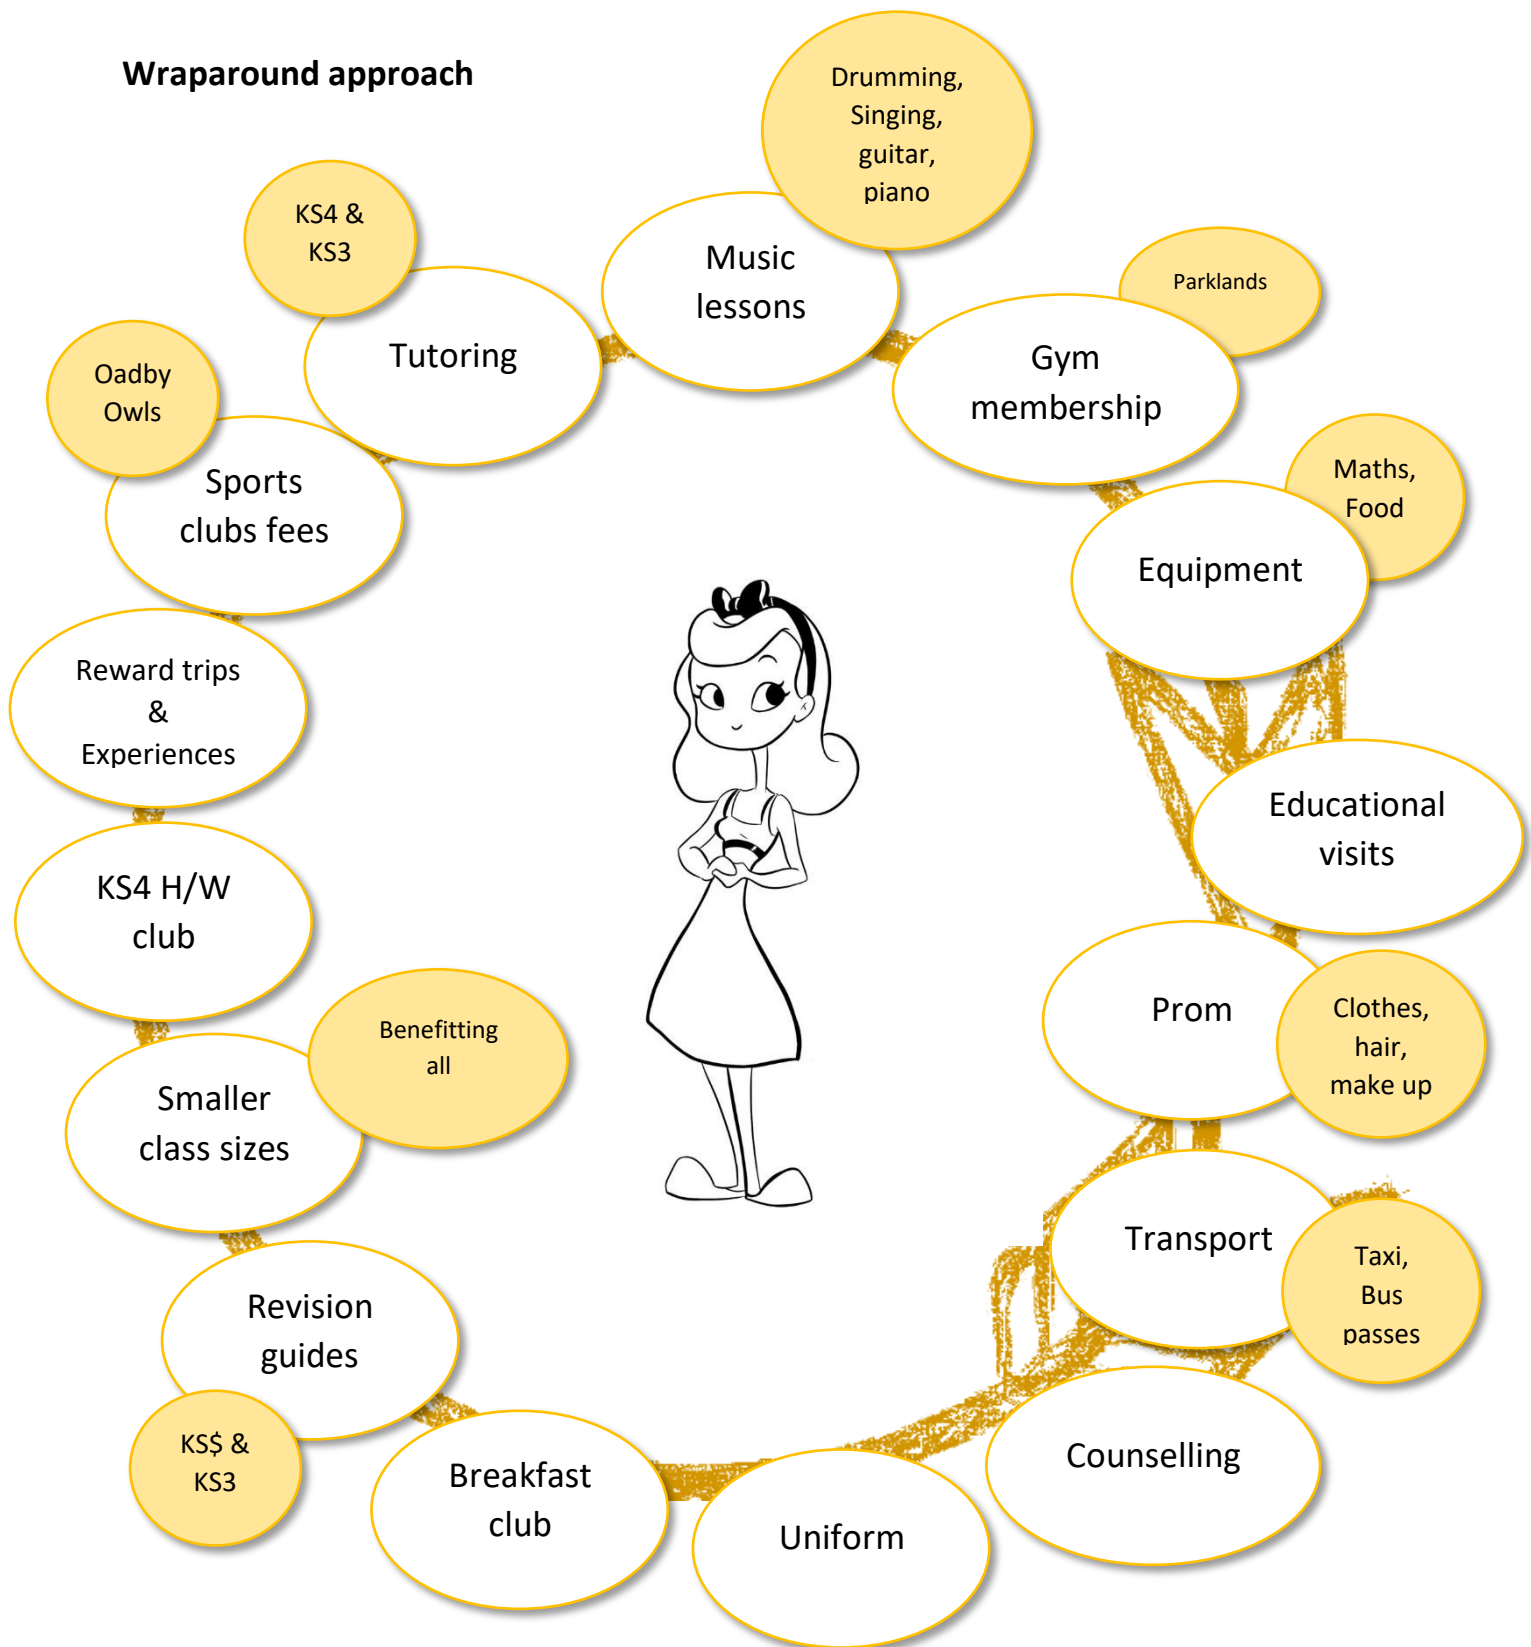 Wraparound approach
Drumming,
Singing,
guitar,
piano
Music
lessons
KS4 &
KS3
Tutoring
Parklands
Gym
membership
Oadby
Owls
Sports
clubs fees
Maths,
Food
Equipment
Reward trips
&
Experiences
Educational
visits
KS4 H/W
club
Prom
Clothes,
hair,
make up
Benefitting
all
Smaller
class sizes
Transport
Taxi,
Bus
passes
Revision
guides
KS$ &
KS3
Counselling
Breakfast
club
Uniform